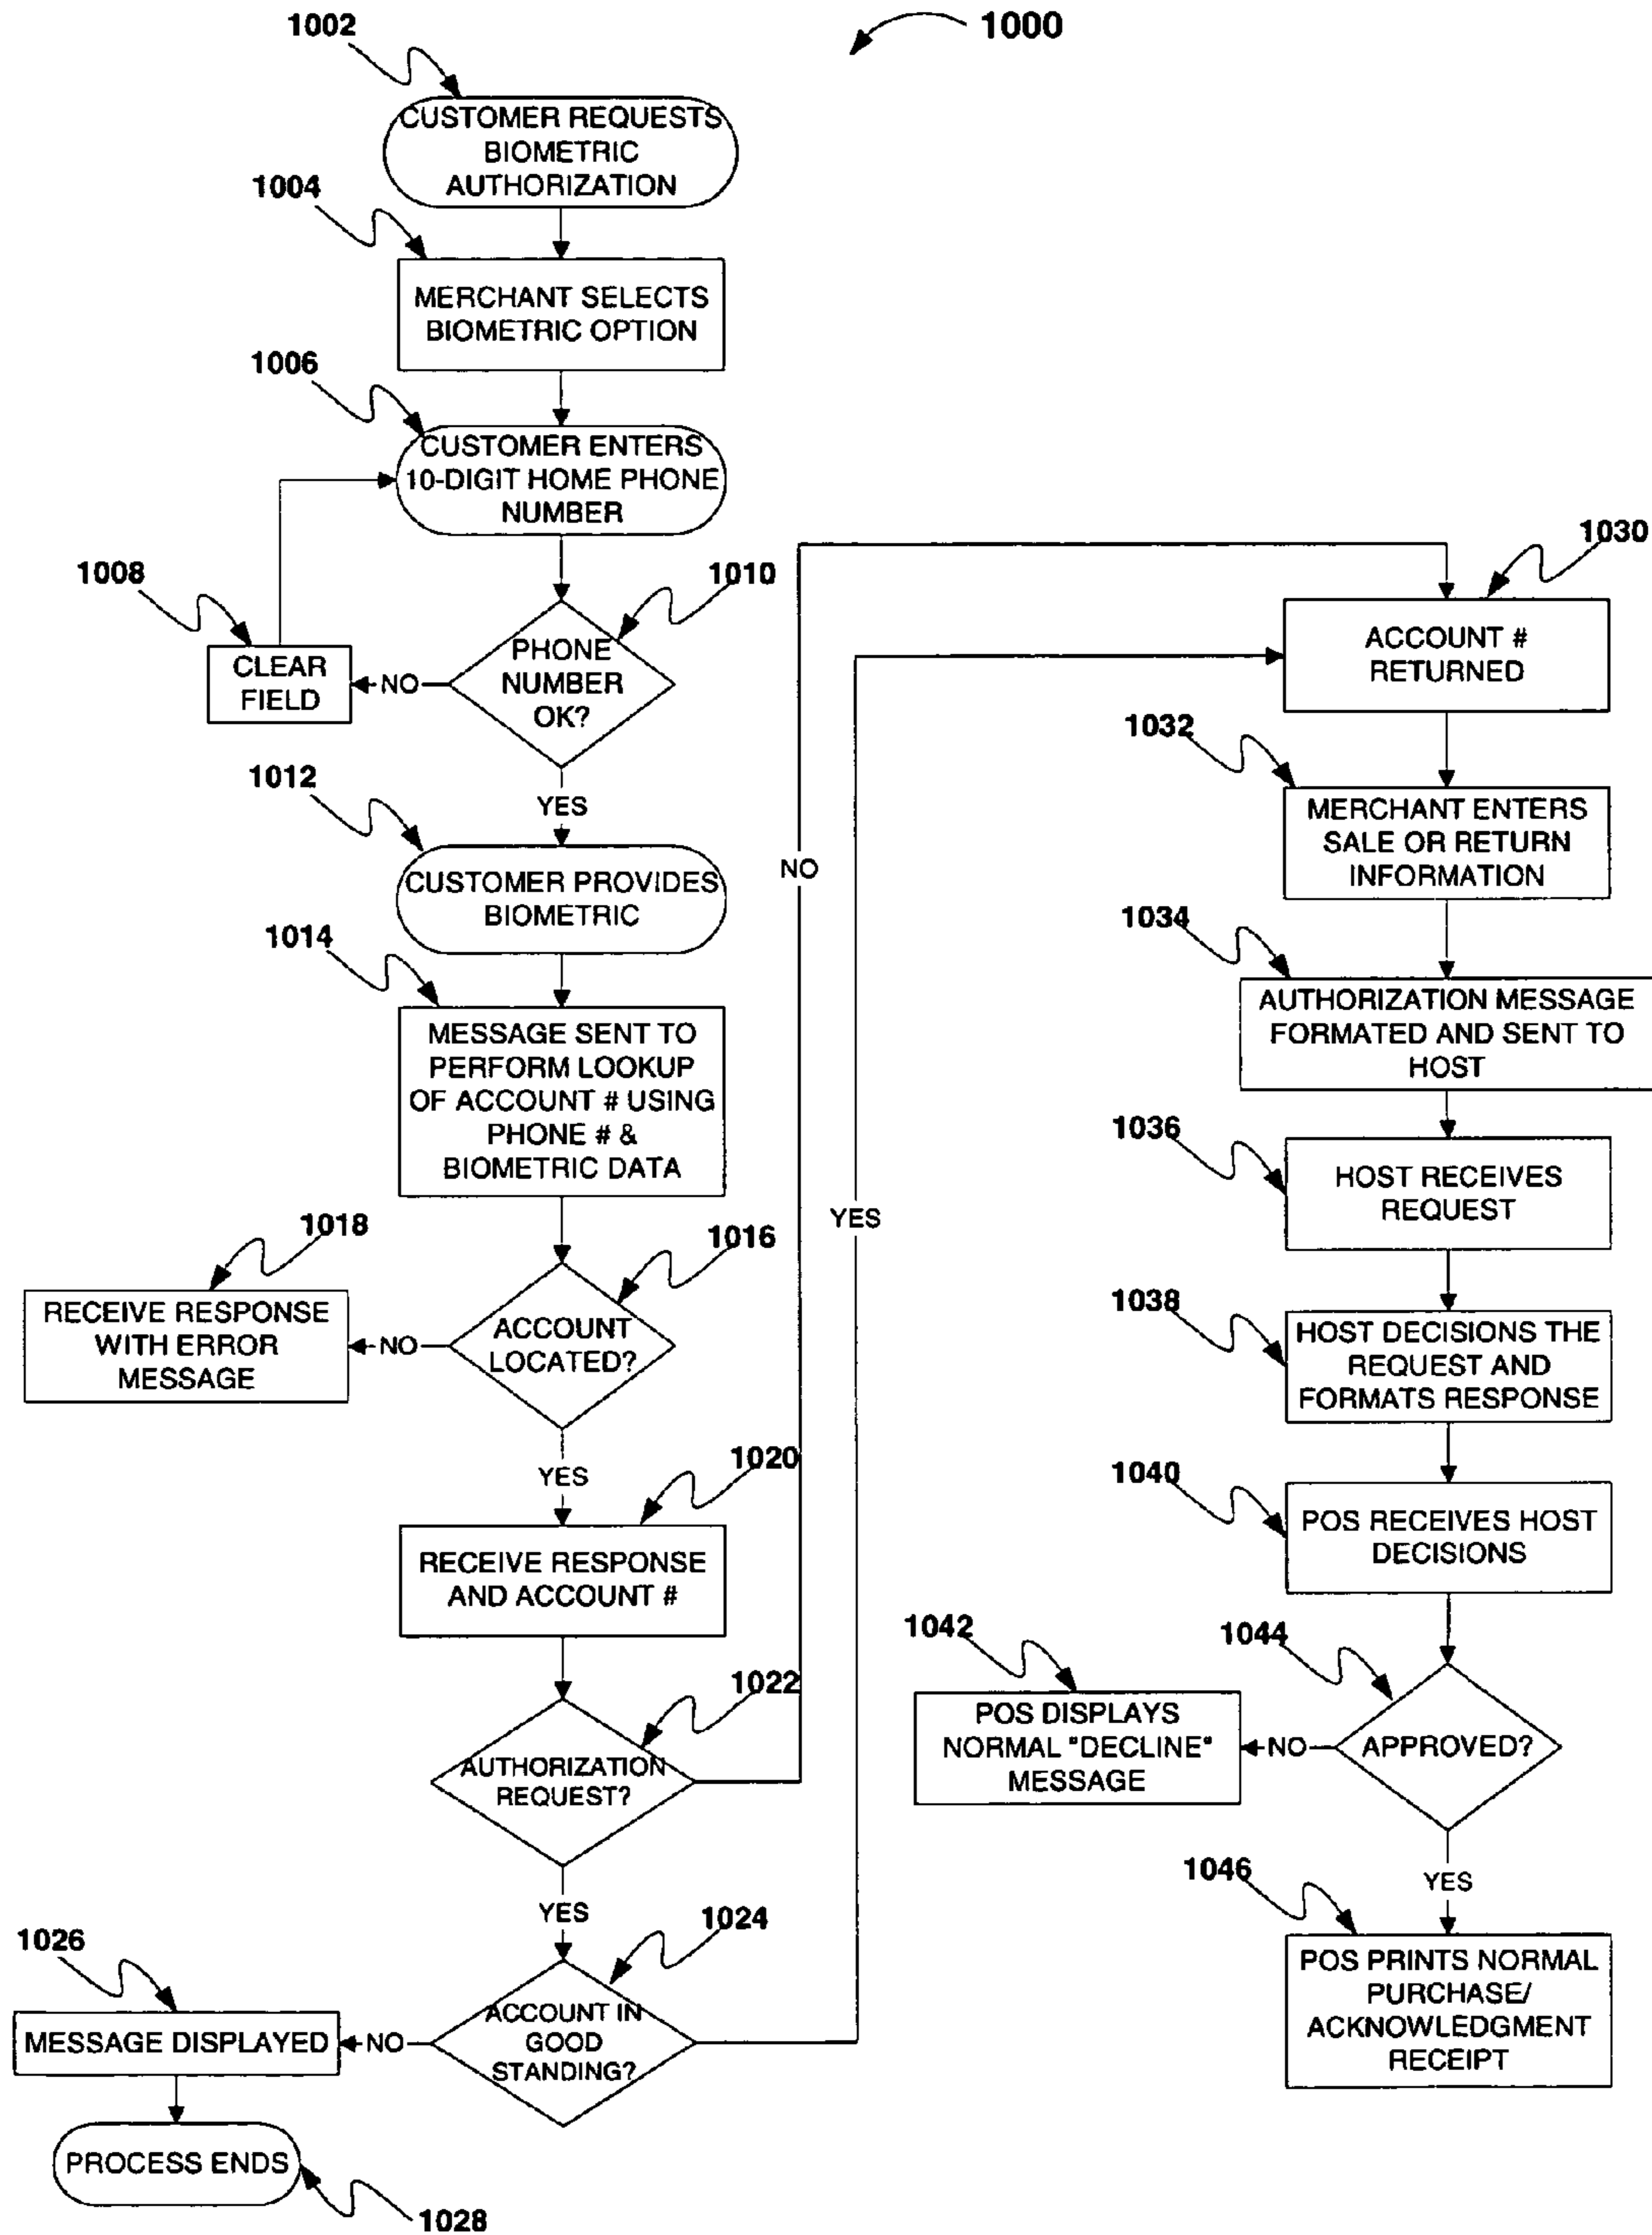 1000
1002
CUSTOMER REQUESTS
BIOMETRIC
AUTHORIZATION
1004
MERCHANT SELECTS
BIOMETRIC OPTION
1006
CUSTOMER ENTERS
10-DIGIT HOME PHONE
NUMBER
1008
CLEAR
FIELD
1010
PHONE
NUMBER
OK?
NO
YES
1012
CUSTOMER PROVIDES
BIOMETRIC
1014
MESSAGE SENT TO
PERFORM LOOKUP
OF ACCOUNT # USING
PHONE # &
BIOMETRIC DATA
1016
ACCOUNT
LOCATED?
NO
1018
RECEIVE RESPONSE
WITH ERROR
MESSAGE
YES
1020
RECEIVE RESPONSE
AND ACCOUNT #
1022
AUTHORIZATION
REQUEST?
NO
YES
1024
ACCOUNT IN
GOOD
STANDING?
YES
NO
1026
MESSAGE DISPLAYED
PROCESS ENDS
1028
1030
ACCOUNT #
RETURNED
1032
MERCHANT ENTERS
SALE OR RETURN
INFORMATION
1034
AUTHORIZATION MESSAGE
FORMATED AND SENT TO
HOST
1036
HOST RECEIVES
REQUEST
1038
HOST DECISIONS THE
REQUEST AND
FORMATS RESPONSE
1040
POS RECEIVES HOST
DECISIONS
1042
POS DISPLAYS
NORMAL "DECLINE"
MESSAGE
1044
APPROVED?
NO
YES
1046
POS PRINTS NORMAL
PURCHASE/
ACKNOWLEDGMENT
RECEIPT